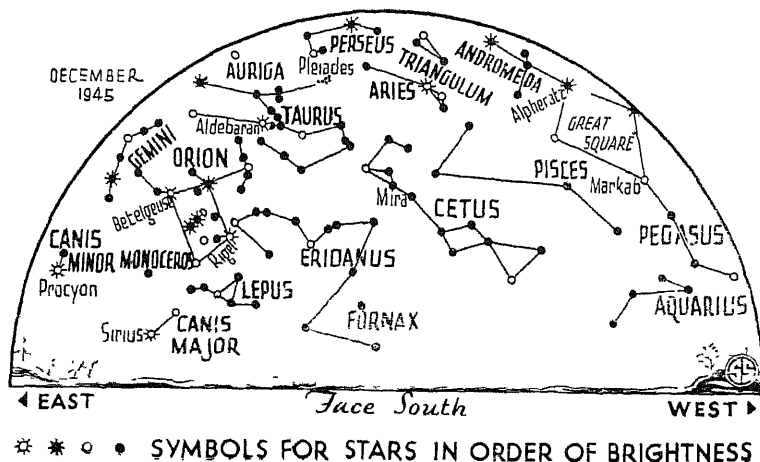 PERSEUS
Pleiades
AURIGA
TRIANGULUM
ANDROMEDA
DECEMBER
1945
ARIES
Alpheratz
TAURUS
Aldebaran
GREAT
SQUARE
GEMINI
ORION
PISCES
Markab
Betelgeuse
Mira
CETUS
PEGASUS
CANIS
MINOR
MONOCEROS
Rigel
ERIDANUS
Procyon
LEPUS
AQUARIUS
Sirius
CANIS
MAJOR
FORNAX
EAST
Face South
WEST
SYMBOLS FOR STARS IN ORDER OF BRIGHTNESS